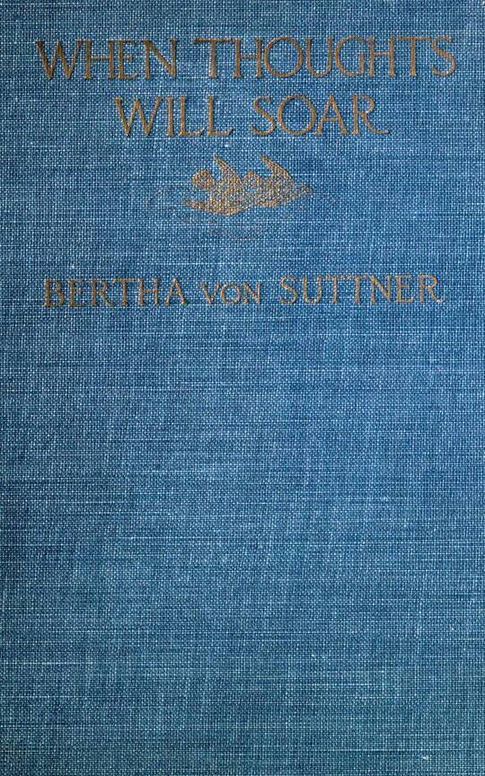 WHEN THOUGHTS
WILL SOAR
BERTHA VON SUTTNER